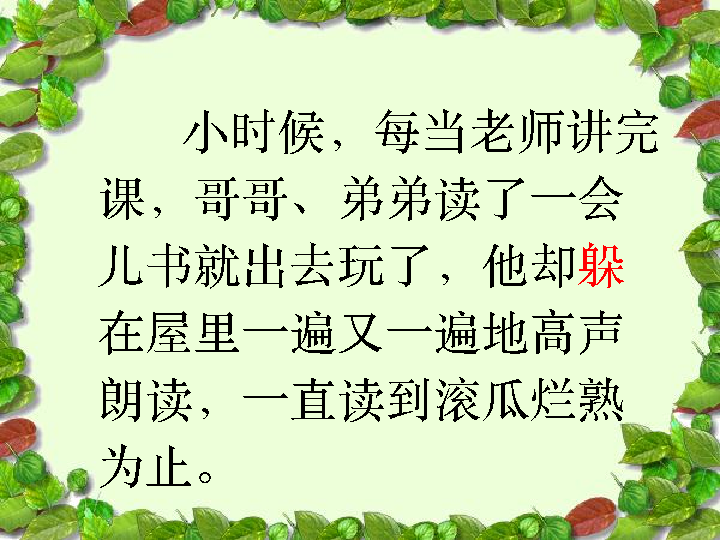 小时候，每当老师讲完
课，哥哥、弟弟读了一会
儿书就出去玩了，他却躲
在屋里一遍又一遍地高声
朗读，一直读到滚瓜烂熟
为止。